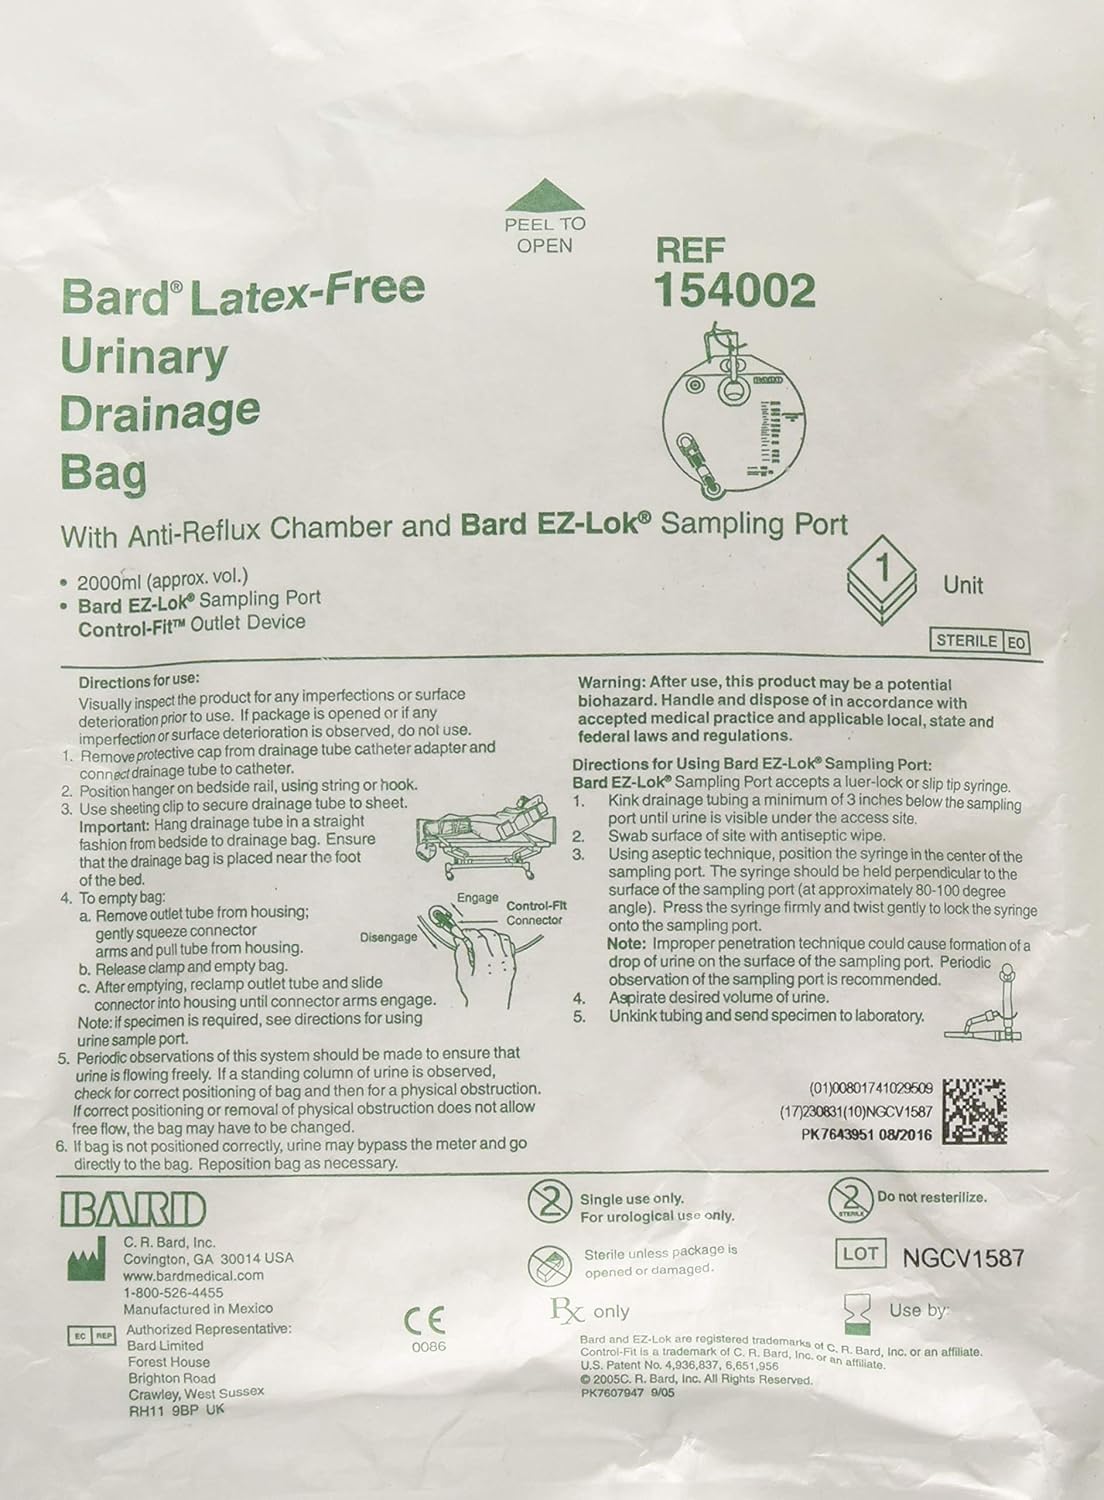 PEEL TO
OPEN
REF
154002
Bard® Latex-Free
Urinary
Drainage
Bag
BARD
With Anti-Reflux Chamber and Bard EZ-Lok® Sampling Port
• 2000ml (approx. vol.)
• Bard EZ-Lok® Sampling Port
Control-Fit™ Outlet Device
1
Unit
STERILE EO
Directions for use:
Visually inspect the product for any imperfections or surface
deterioration prior to use. If package is opened or if any
imperfection or surface deterioration is observed, do not use.
1. Remove protective cap from drainage tube catheter adapter and
connect drainage tube to catheter.
2. Position hanger on bedside rail, using string or hook.
3. Use sheeting clip to secure drainage tube to sheet.
Important: Hang drainage tube in a straight
fashion from bedside to drainage bag. Ensure
that the drainage bag is placed near the foot
of the bed.
4. To empty bag:
a. Remove outlet tube from housing;
gently squeeze connector
arms and pull tube from housing.
b. Release clamp and empty bag.
c. After emptying, reclamp outlet tube and slide
connector into housing until connector arms engage.
Note: if specimen is required, see directions for using
urine sample port.
5. Periodic observations of this system should be made to ensure that
urine is flowing freely. If a standing column of urine is observed,
check for correct positioning of bag and then for a physical obstruction.
If correct positioning or removal of physical obstruction does not allow
free flow, the bag may have to be changed.
6. If bag is not positioned correctly, urine may bypass the meter and go
directly to the bag. Reposition bag as necessary.
Engage
Control-Fit
Connector
Disengage
Warning: After use, this product may be a potential
biohazard. Handle and dispose of in accordance with
accepted medical practice and applicable local, state and
federal laws and regulations.
Directions for Using Bard EZ-Lok® Sampling Port:
Bard EZ-Lok® Sampling Port accepts a luer-lock or slip tip syringe.
1. Kink drainage tubing a minimum of 3 inches below the sampling
port until urine is visible under the access site.
2. Swab surface of site with antiseptic wipe.
3. Using aseptic technique, position the syringe in the center of the
sampling port. The syringe should be held perpendicular to the
surface of the sampling port (at approximately 80-100 degree
angle). Press the syringe firmly and twist gently to lock the syringe
onto the sampling port.
Note: Improper penetration technique could cause formation of a
drop of urine on the surface of the sampling port. Periodic
observation of the sampling port is recommended.
4. Aspirate desired volume of urine.
5. Unkink tubing and send specimen to laboratory.
(01)00801741029509
(17)230831(10)NGCV1587
PK7643951 08/2016
BARD
C. R. Bard, Inc.
Covington, GA 30014 USA
www.bardmedical.com
1-800-526-4455
Manufactured in Mexico
EC REP
Authorized Representative:
Bard Limited
Forest House
Brighton Road
Crawley, West Sussex
RH11 9BP UK
CE
0086
2
Single use only.
For urological use only.
Sterile unless package is
opened or damaged.
Rx only
2
STERILE
Do not resterilize.
LOT NGCV1587
Use by:
Bard and EZ-Lok are registered trademarks of C. R. Bard, Inc. or an affiliate.
Control-Fit is a trademark of C. R. Bard, Inc. or an affiliate.
U.S. Patent No. 4,936,837, 6,651,956
© 2005C. R. Bard, Inc. All Rights Reserved.
PK7607947 9/05